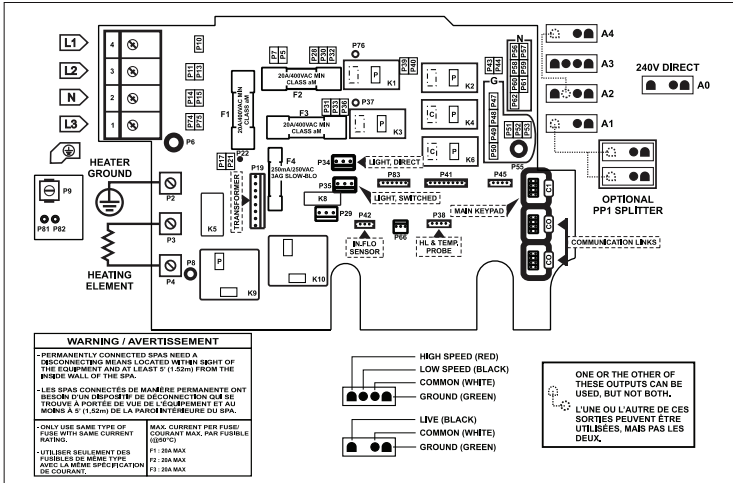 L1
L2
N
L3
4
3
2
1
P10
P11
P13
P14
P15
P74
P75
P6
P7
P5
P28
P30
P32
P76
20A/400VAC MIN
CLASS aM
F2
F1
20A/400VAC MIN
CLASS aM
P31
P33
P36
20A/400VAC MIN
CLASS aM
F3
P37
K1
P
K3
P
P39
P40
K2
C
K4
C
K6
P43
P44
N
P56
P57
P58
P59
P60
P61
P62
G
P47
P48
P49
P50
P51
P52
P53
P55
A4
A3
A2
A1
240V DIRECT
A0
OPTIONAL
PP1 SPLITTER
P17
P21
P22
P19
TRANSFORMER
F4
250mA/250VAC
3AG SLOW-BLO
P34
LIGHT, DIRECT
P35
LIGHT, SWITCHED
P83
P41
P45
K8
P29
P42
IN.FLO
SENSOR
P66
P38
HL & TEMP.
PROBE
MAIN KEYPAD
C1
CO
CO
COMMUNICATION LINKS
P9
P81
P82
HEATER
GROUND
P2
P3
P4
HEATING
ELEMENT
K5
P8
P
K9
K10
WARNING / AVERTISSEMENT
- PERMANENTLY CONNECTED SPAS NEED A
DISCONNECTING MEANS LOCATED WITHIN SIGHT OF
THE EQUIPMENT AND AT LEAST 5' (1.52m) FROM THE
INSIDE WALL OF THE SPA.
- LES SPAS CONNECTÉS DE MANIÈRE PERMANENTE ONT
BESOIN D'UN DISPOSITIF DE DÉCONNECTION QUI SE
TROUVE À PORTÉE DE VUE DE L'ÉQUIPEMENT ET AU
MOINS À 5' (1,52m) DE LA PAROI INTÉRIEURE DU SPA.
- ONLY USE SAME TYPE OF
FUSE WITH SAME CURRENT
RATING.
- UTILISER SEULEMENT DES
FUSIBLES DE MÊME TYPE
AVEC LA MÊME SPÉCIFICATION
DE COURANT.
MAX. CURRENT PER FUSE/
COURANT MAX. PAR FUSIBLE
(@50°C)
F1 : 20A MAX
F2 : 20A MAX
F3 : 20A MAX
HIGH SPEED (RED)
LOW SPEED (BLACK)
COMMON (WHITE)
GROUND (GREEN)
LIVE (BLACK)
COMMON (WHITE)
GROUND (GREEN)
ONE OR THE OTHER OF
THESE OUTPUTS CAN BE
USED, BUT NOT BOTH.
L'UNE OU L'AUTRE DE CES
SORTIES PEUVENT ÊTRE
UTILISÉES, MAIS PAS LES
DEUX.